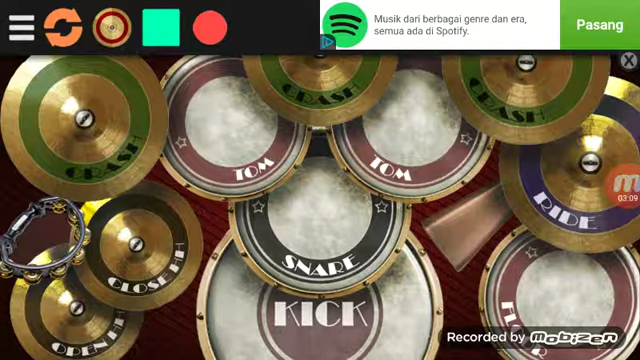 Musik dari berbagai genre dan era,
semua ada di Spotify.
Pasang
CRASH
CRASH
CRASH
TOM
TOM
RIDE
03:09
SNARE
CLOSE HH
KICK
OPEN HH
Recorded by mobizen